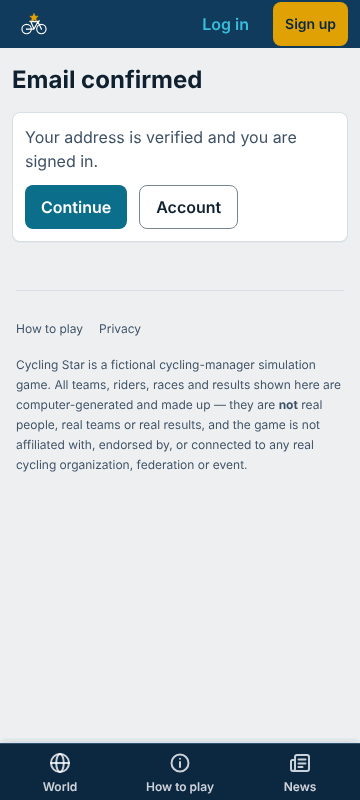 Log in
Sign up
Email confirmed
Your address is verified and you are
signed in.
Continue
Account
How to play
Privacy
Cycling Star is a fictional cycling-manager simulation
game. All teams, riders, races and results shown here are
computer-generated and made up — they are not real
people, real teams or real results, and the game is not
affiliated with, endorsed by, or connected to any real
cycling organization, federation or event.
World
How to play
News